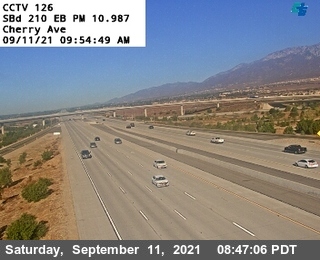 CCTV 126
SBd 210 EB PM 10.987
Cherry Ave
09/11/21 09:54:49 AM
Saturday, September 11, 2021 08:47:06 PDT